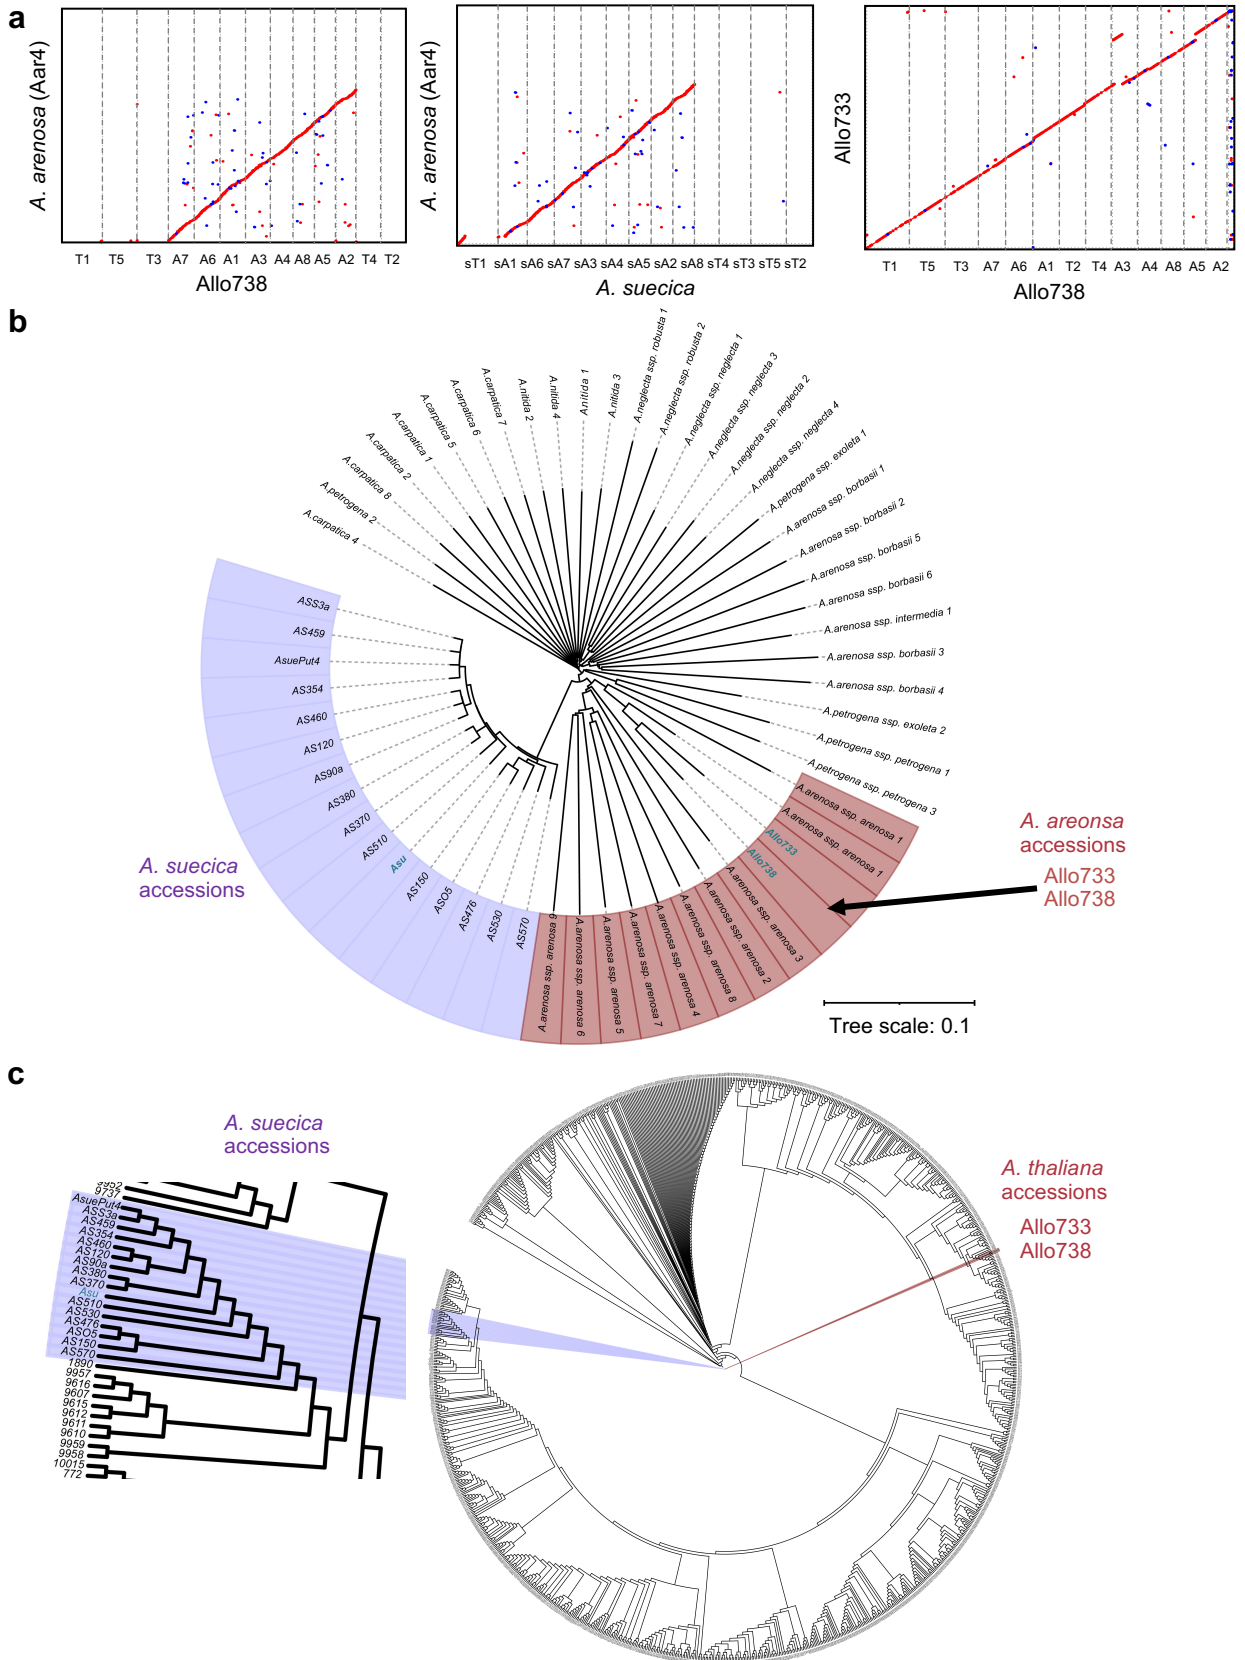 a
A. arenosa (Aar4)
T1 T5 T3 A7 A6 A1 A3 A4 A8 A5 A2 T4 T2
Allo738
A. arenosa (Aar4)
sT1 sA1 sA6 sA7 sA3 sA4 sA5 sA2 sA8 sT4 sT3 sT5 sT2
A. suecica
Allo733
T1 T5 T3 A7 A6 A1 T2 T4 A3 A4 A8 A5 A2
Allo738
b
A.carpatica 4
A.petrogena 2
A.carpatica 8
A.carpatica 2
A.carpatica 1
A.carpatica 5
A.carpatica 6
A.carpatica 7
A.nitida 2
A.nitida 4
A.nitida 1
A.nitida 3
A.neglecta ssp. robusta 1
A.neglecta ssp. robusta 2
A.neglecta ssp. neglecta 1
A.neglecta ssp. neglecta 3
A.neglecta ssp. neglecta 2
A.neglecta ssp. neglecta 4
A.petrogena ssp. exoleta 1
A.arenosa ssp. borbasii 1
A.arenosa ssp. borbasii 2
A.arenosa ssp. borbasii 5
A.arenosa ssp. borbasii 6
A.arenosa ssp. intermedia 1
A.arenosa ssp. borbasii 3
A.arenosa ssp. borbasii 4
A.petrogena ssp. exoleta 2
A.petrogena ssp. petrogena 1
A.petrogena ssp. petrogena 3
A.arenosa ssp. arenosa 1
A.arenosa ssp. arenosa 1
Allo733
Allo738
A.arenosa ssp. arenosa 3
A.arenosa ssp. arenosa 2
A.arenosa ssp. arenosa 8
A.arenosa ssp. arenosa 4
A.arenosa ssp. arenosa 7
A.arenosa ssp. arenosa 5
A.arenosa ssp. arenosa 6
A.arenosa ssp. arenosa 9
AS570
AS530
AS476
ASO5
AS150
Asu
AS510
AS370
AS380
AS90a
AS120
AS460
AS354
AsuePut4
AS459
ASS3a
A. suecica
accessions
A. areonsa
accessions
Allo733
Allo738
Tree scale: 0.1
c
A. suecica
accessions
9952
9737
AsuePut4
ASS3a
AS459
AS354
AS460
AS120
AS90a
AS380
AS370
Asu
AS510
AS530
AS476
ASO5
AS150
AS570
1890
9957
9616
9607
9615
9612
9611
9610
9959
9958
10015
772
A. thaliana
accessions
Allo733
Allo738